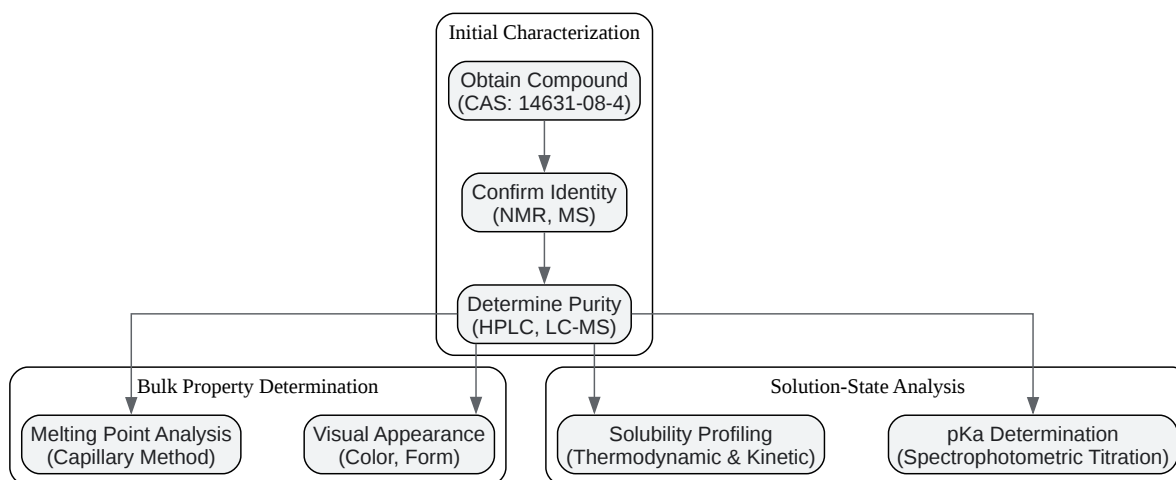 Initial Characterization
Obtain Compound
(CAS: 14631-08-4)
Confirm Identity
(NMR, MS)
Determine Purity
(HPLC, LC-MS)
Bulk Property Determination
Melting Point Analysis
(Capillary Method)
Visual Appearance
(Color, Form)
Solution-State Analysis
Solubility Profiling
(Thermodynamic & Kinetic)
pKa Determination
(Spectrophotometric Titration)